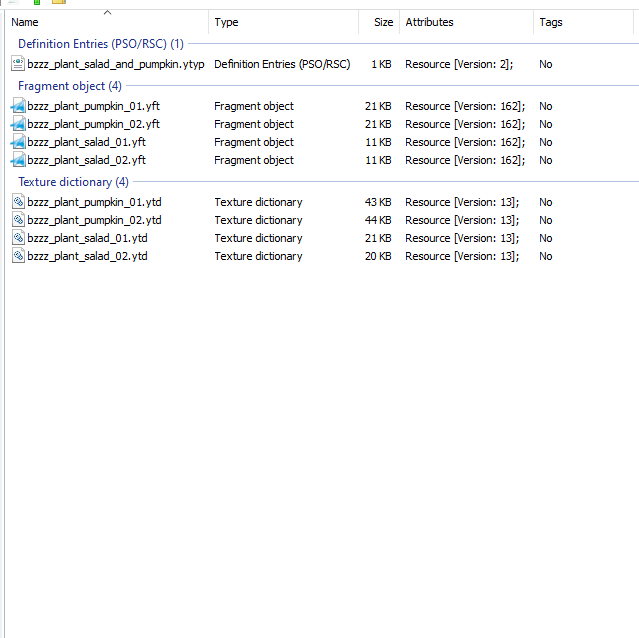 Name Type Size Attributes Tags
Definition Entries (PSO/RSC) (1)
bzzz_plant_salad_and_pumpkin.ytyp Definition Entries (PSO/RSC) 1 KB Resource [Version: 2]; No
Fragment object (4)
bzzz_plant_pumpkin_01.yft Fragment object 21 KB Resource [Version: 162]; No
bzzz_plant_pumpkin_02.yft Fragment object 21 KB Resource [Version: 162]; No
bzzz_plant_salad_01.yft Fragment object 11 KB Resource [Version: 162]; No
bzzz_plant_salad_02.yft Fragment object 11 KB Resource [Version: 162]; No
Texture dictionary (4)
bzzz_plant_pumpkin_01.ytd Texture dictionary 43 KB Resource [Version: 13]; No
bzzz_plant_pumpkin_02.ytd Texture dictionary 44 KB Resource [Version: 13]; No
bzzz_plant_salad_01.ytd Texture dictionary 21 KB Resource [Version: 13]; No
bzzz_plant_salad_02.ytd Texture dictionary 20 KB Resource [Version: 13]; No